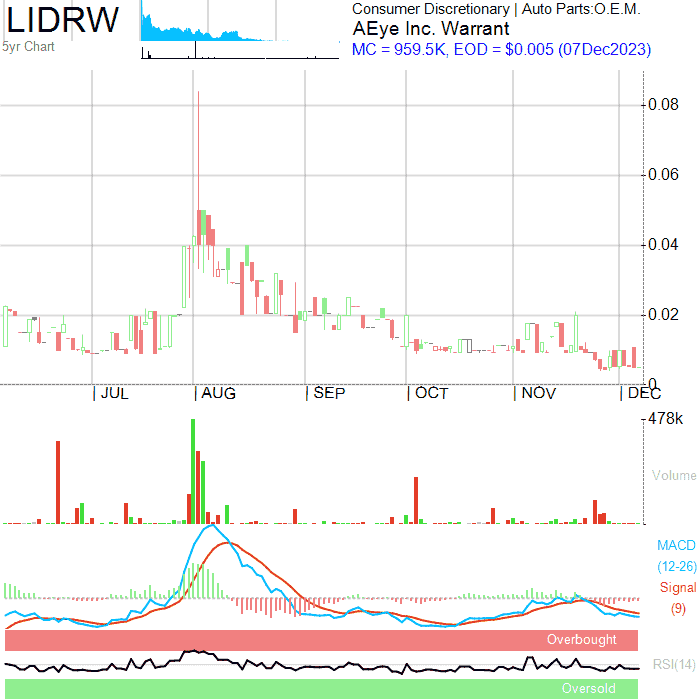 LIDRW
5yr Chart
Consumer Discretionary | Auto Parts:O.E.M.
AEye Inc. Warrant
MC = 959.5K, EOD = $0.005 (07Dec2023)
0.08
0.06
0.04
0.02
0
JUL AUG SEP OCT NOV DEC
478k
Volume
MACD
(12-26)
Signal
(9)
Overbought
RSI(14)
Oversold